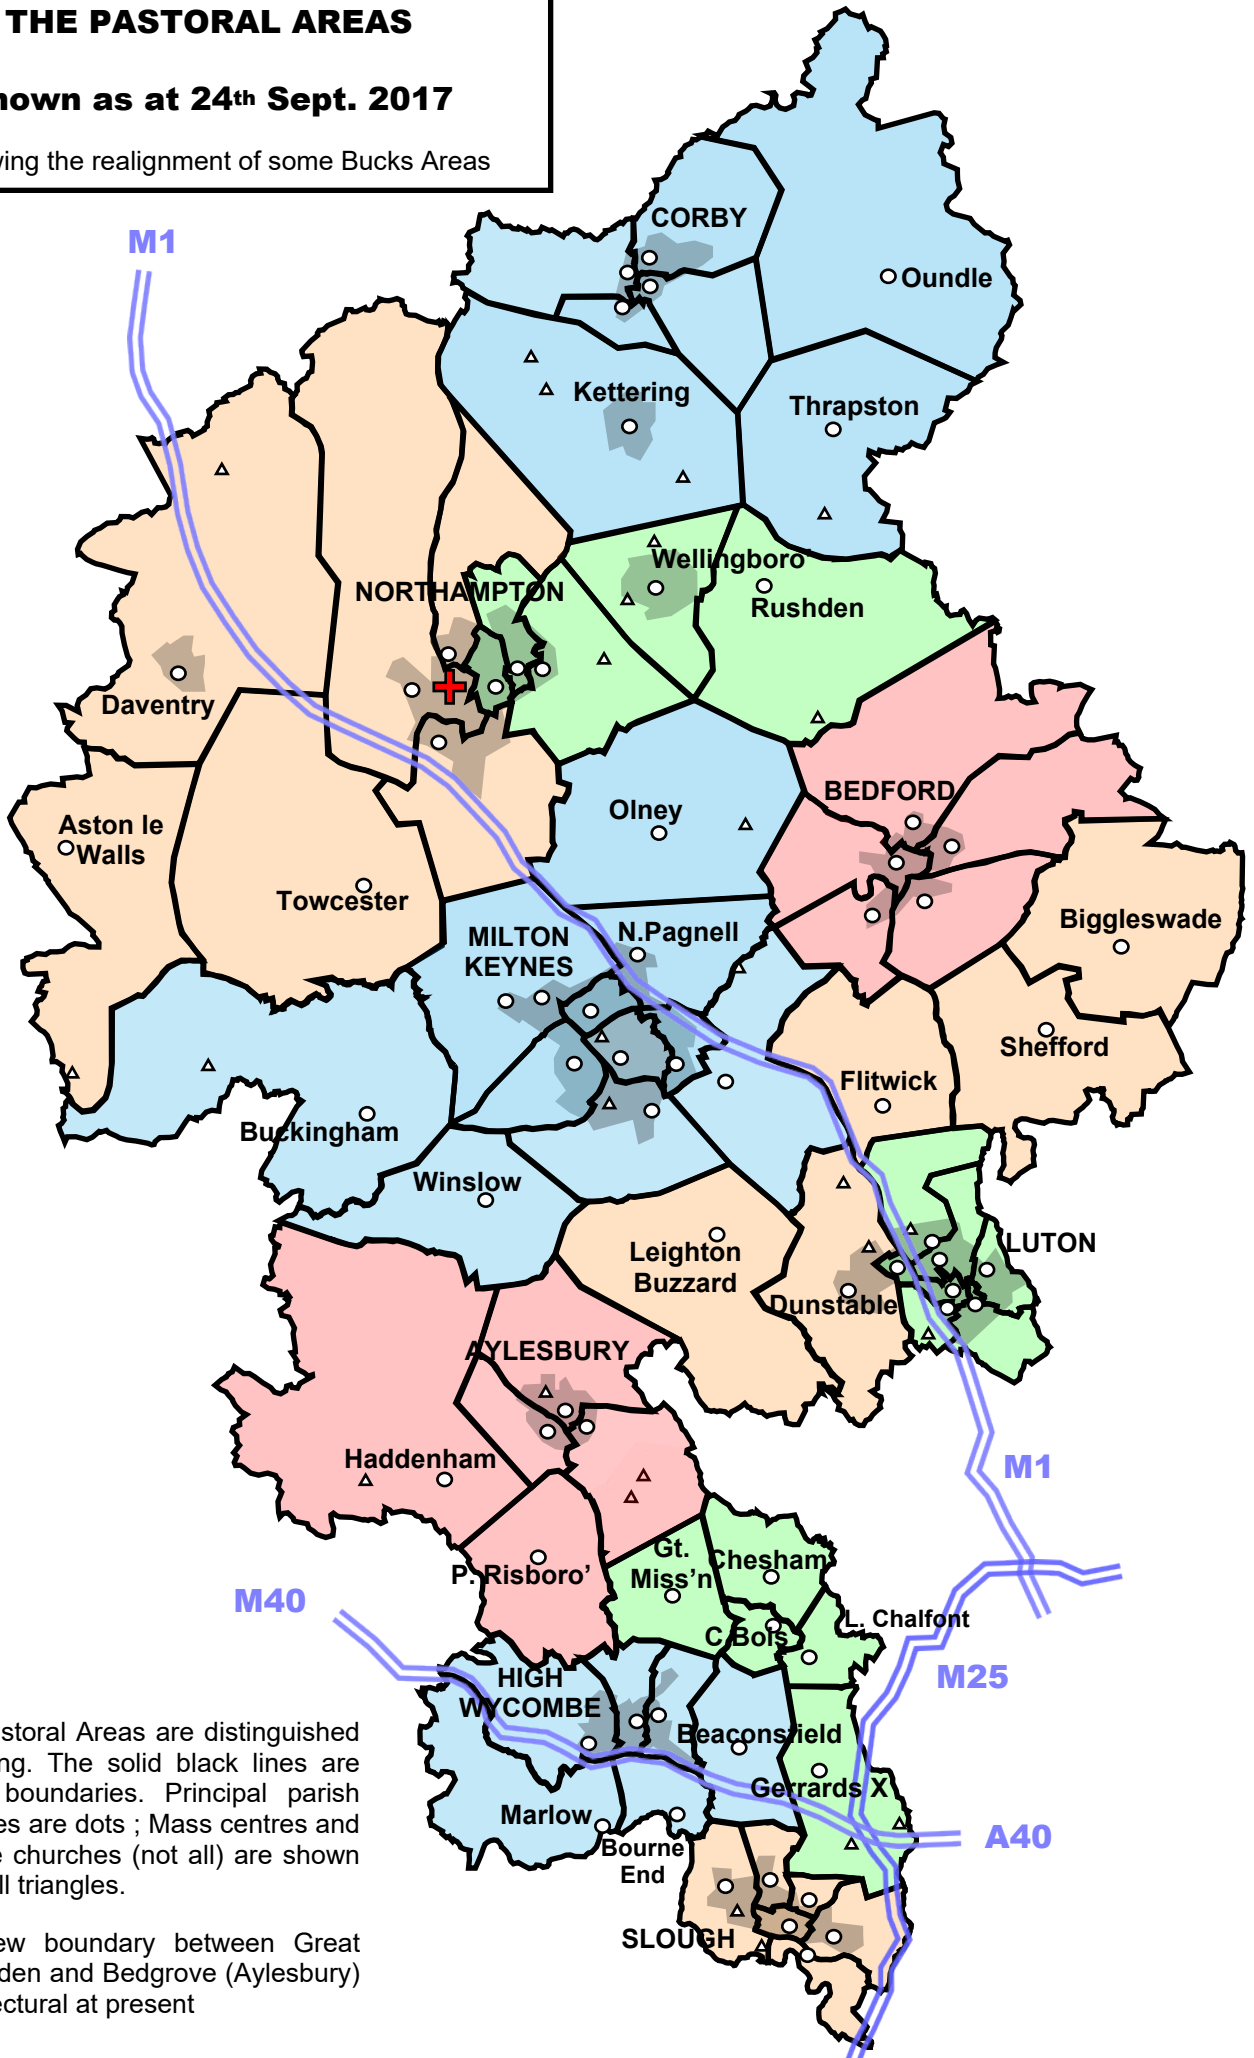 THE PASTORAL AREAS
hown as at 24th Sept. 2017
ving the realignment of some Bucks Areas
M1
CORBY
Oundle
Kettering
Thrapston
Wellingboro'
Rushden
NORTHAMPTON
Daventry
Aston le
Walls
Towcester
Olney
BEDFORD
Biggleswade
MILTON
KEYNES
N.Pagnell
Shefford
Flitwick
Buckingham
Winslow
Leighton
Buzzard
Dunstable
LUTON
AYLESBURY
Haddenham
M1
P. Risboro’
Gt.
Miss’n
Chesham
M40
C.Bois
L. Chalfont
M25
HIGH
WYCOMBE
Beaconsfield
Gerrards X
Marlow
Bourne
End
A40
SLOUGH
storal Areas are distinguished
ng. The solid black lines are
boundaries. Principal parish
es are dots ; Mass centres and
e churches (not all) are shown
ll triangles.
ew boundary between Great
den and Bedgrove (Aylesbury)
ectural at present